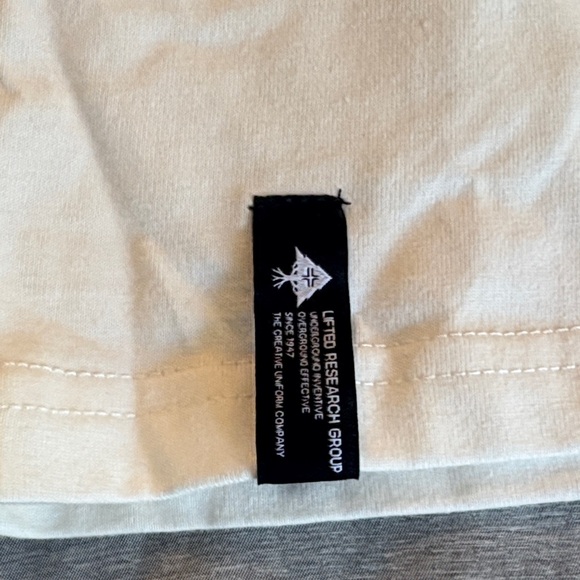 LIFTED RESEARCH GROUP
UNDERGROUND INVENTIVE
OVERGROUND EFFECTIVE
SINCE 1947
THE CREATIVE UNIFORM COMPANY